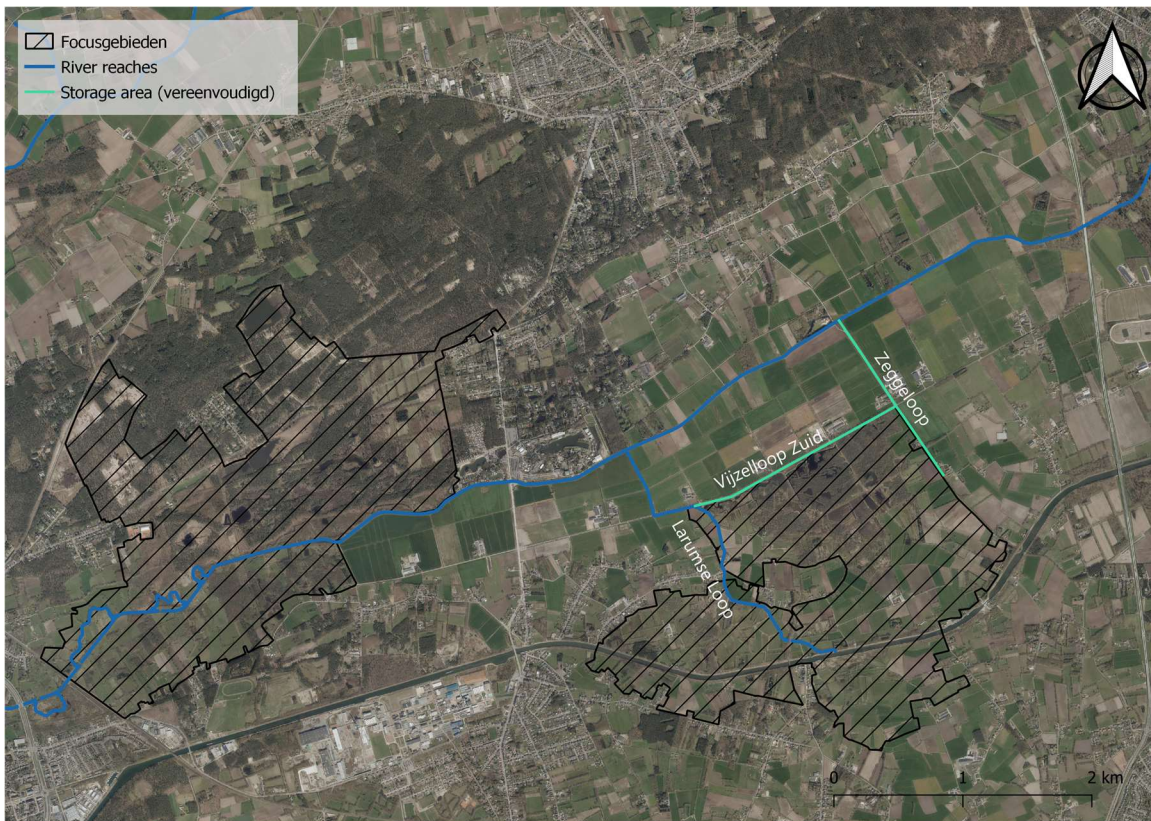 Focusgebieden
River reaches
Storage area (vereenvoudigd)
Zeggeloop
Vijzelloop Zuid
Larumse Loop
0 1 2 km